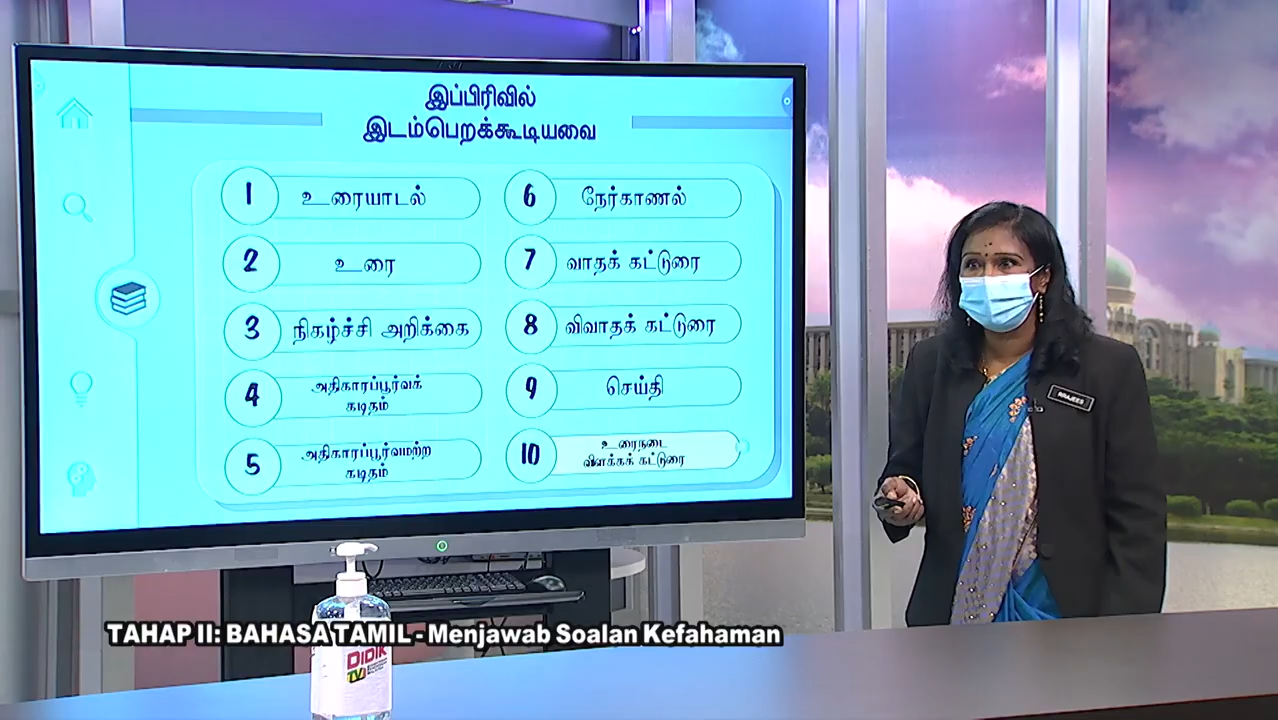 இப்பிரிவில்
இடம்பெறக்கூடியவை
1 உரையாடல்
2 உரை
3 நிகழ்ச்சி அறிக்கை
4 அதிகாரப்பூர்வக்
கடிதம்
5 அதிகாரப்பூர்வமற்ற
கடிதம்
6 நேர்காணல்
7 வாதக் கட்டுரை
8 விவாதக் கட்டுரை
9 செய்தி
10 உரைநடை
விளக்கக் கட்டுரை
RRAJEES
TAHAP II: BAHASA TAMIL - Menjawab Soalan Kefahaman
DIDIK
TV